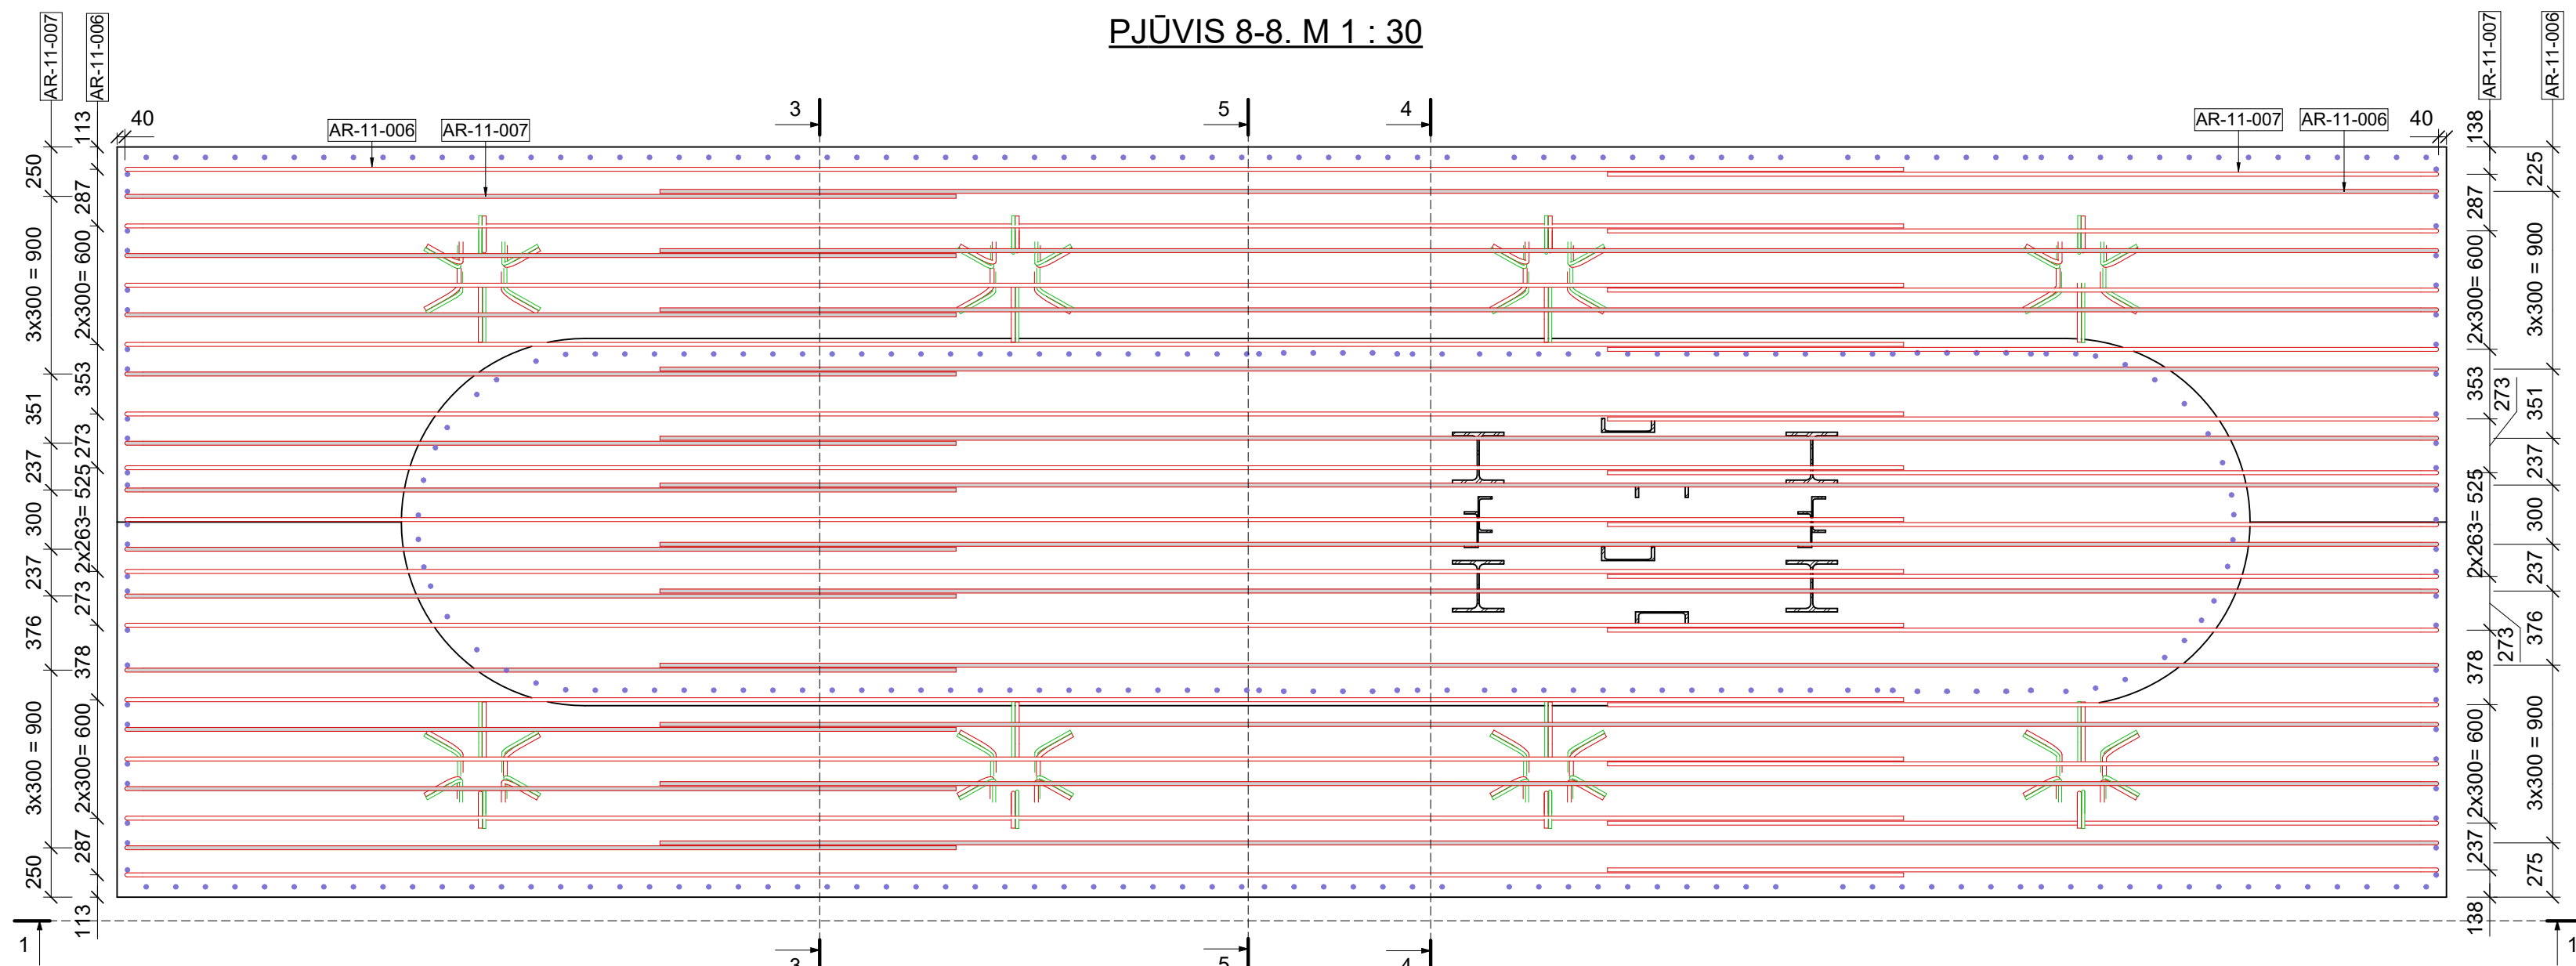 PJŪVIS 8-8. M 1 : 30
AR-11-007
AR-11-006
AR-11-007
AR-11-006
40
AR-11-006
AR-11-007
3
5
4
AR-11-007
AR-11-006
40
250
3x300 = 900
351
237
300
237
376
3x300 = 900
250
113
287
2x300= 600
353
273
2x263= 525
273
378
2x300= 600
287
113
138
287
2x300= 600
353
273
2x263= 525
273
378
2x300= 600
237
138
225
3x300 = 900
351
237
300
237
376
3x300 = 900
275
1
3
5
4
1